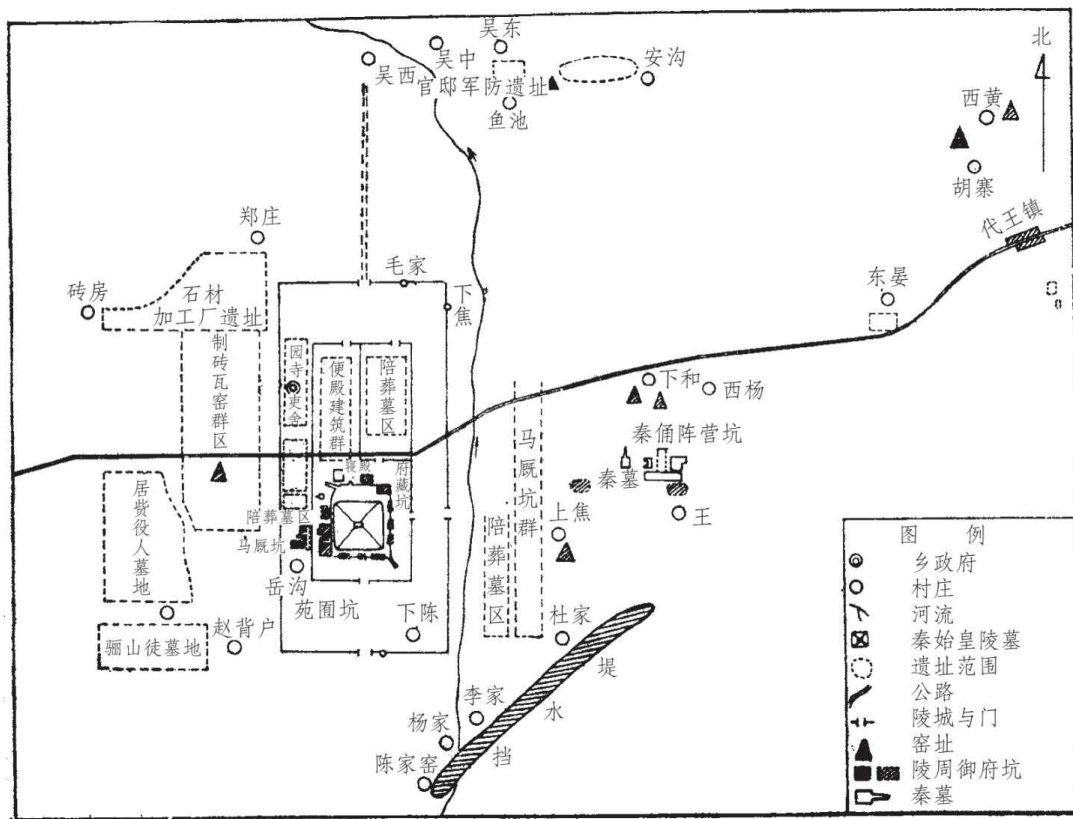 吴东
吴中
吴西
官邸军防遗址
鱼池
安沟
北
西黄
胡寨
代王镇
东晏
郑庄
砖房
石材
加工厂遗址
毛家
下焦
制砖瓦窑群区
园寺吏舍
便殿建筑群
陪葬墓区
下和
西杨
秦俑阵营坑
秦墓
王
马厩坑群
上焦
陪葬墓区
寝殿
府藏坑
陪葬墓区
马厩坑
居赀役人墓地
岳沟
苑囿坑
下陈
赵背户
骊山徒墓地
杜家
李家
杨家
陈家窑
挡水堤
图例
乡政府
村庄
河流
秦始皇陵墓
遗址范围
公路
陵城与门
窑址
陵周御府坑
秦墓